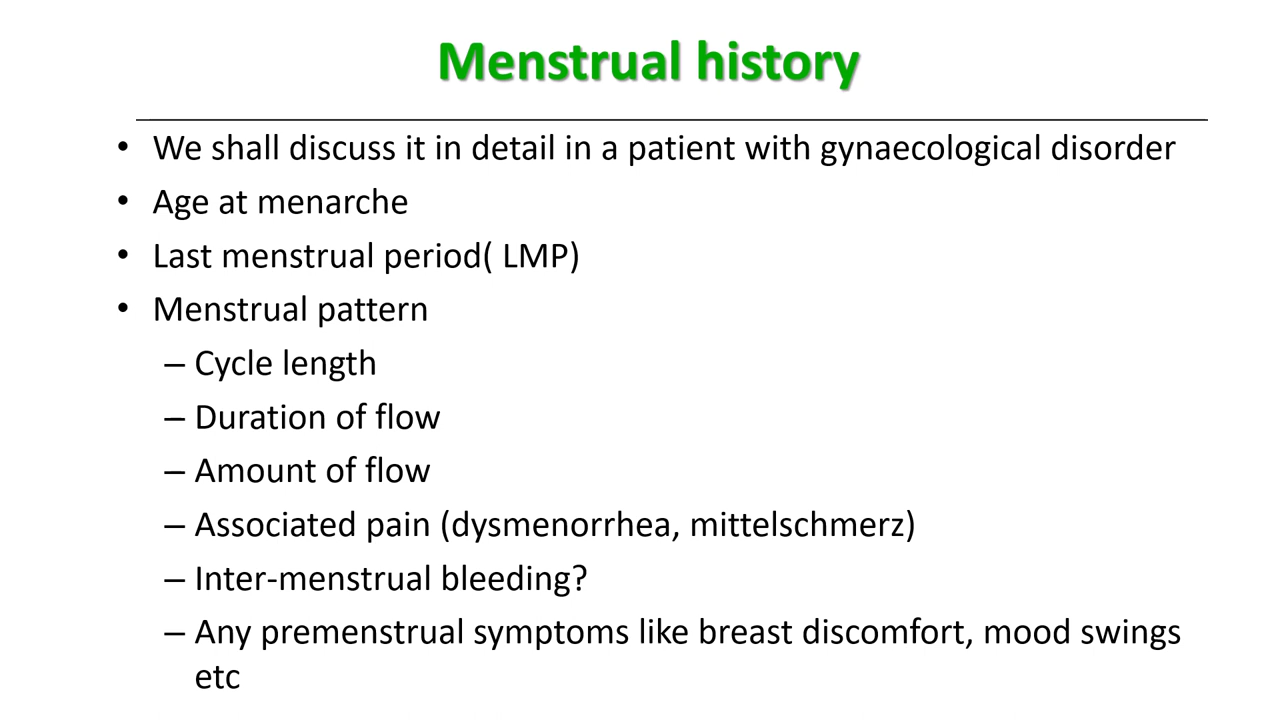 Menstrual history
• We shall discuss it in detail in a patient with gynaecological disorder
• Age at menarche
• Last menstrual period( LMP)
• Menstrual pattern
– Cycle length
– Duration of flow
– Amount of flow
– Associated pain (dysmenorrhea, mittelschmerz)
– Inter-menstrual bleeding?
– Any premenstrual symptoms like breast discomfort, mood swings
etc